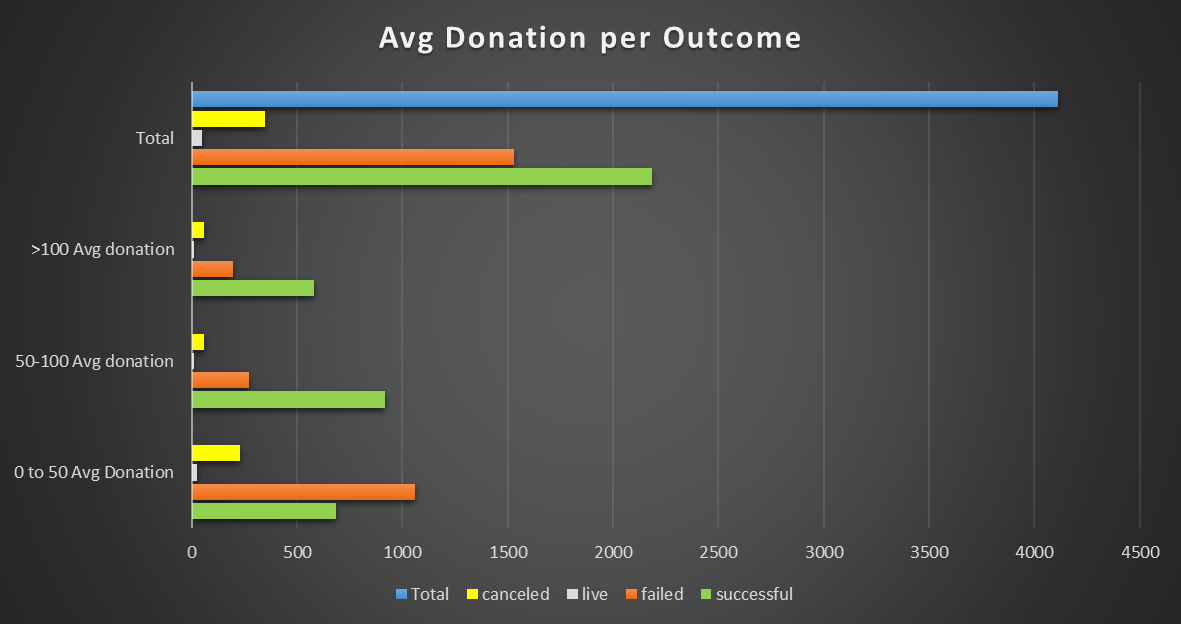 Avg Donation per Outcome
Total
>100 Avg donation
50-100 Avg donation
0 to 50 Avg Donation
0 500 1000 1500 2000 2500 3000 3500 4000 4500
Total canceled live failed successful